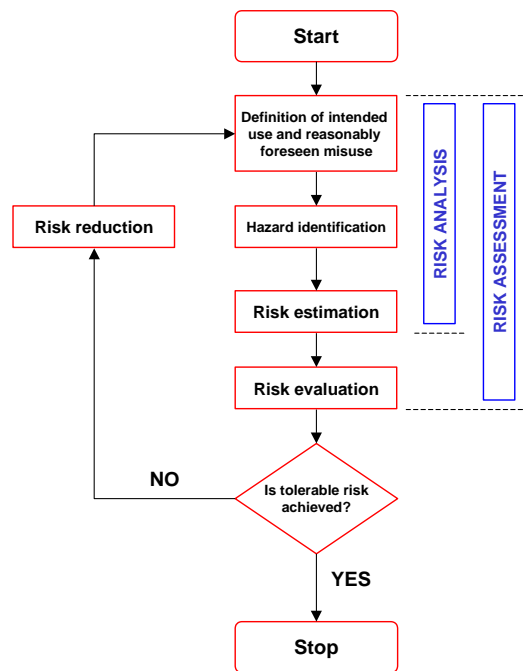 Start
Definition of intended
use and reasonably
foreseen misuse
Risk reduction
Hazard identification
Risk estimation
Risk evaluation
RISK ANALYSIS
RISK ASSESSMENT
NO
Is tolerable risk
achieved?
YES
Stop